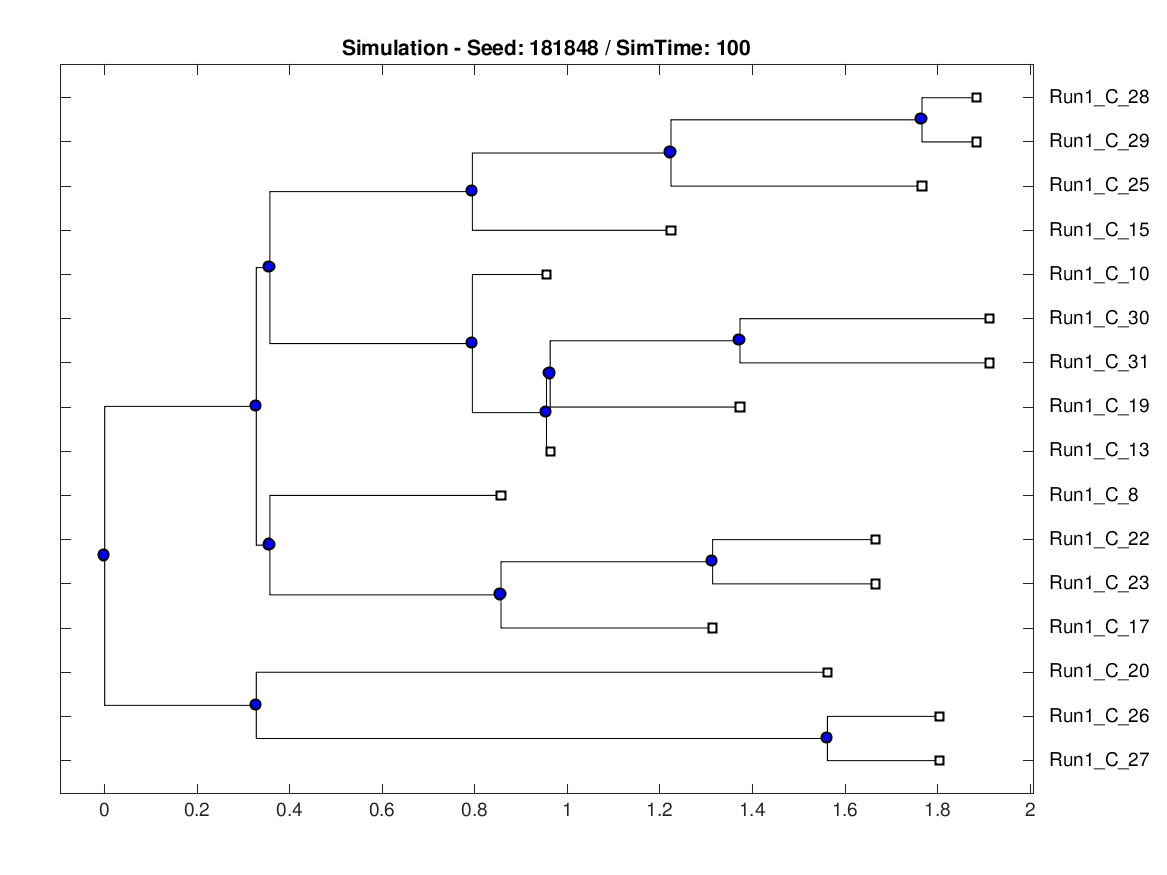 Simulation - Seed: 181848 / SimTime: 100
Run1_C_28
Run1_C_29
Run1_C_25
Run1_C_15
Run1_C_10
Run1_C_30
Run1_C_31
Run1_C_19
Run1_C_13
Run1_C_8
Run1_C_22
Run1_C_23
Run1_C_17
Run1_C_20
Run1_C_26
Run1_C_27
0 0.2 0.4 0.6 0.8 1 1.2 1.4 1.6 1.8 2